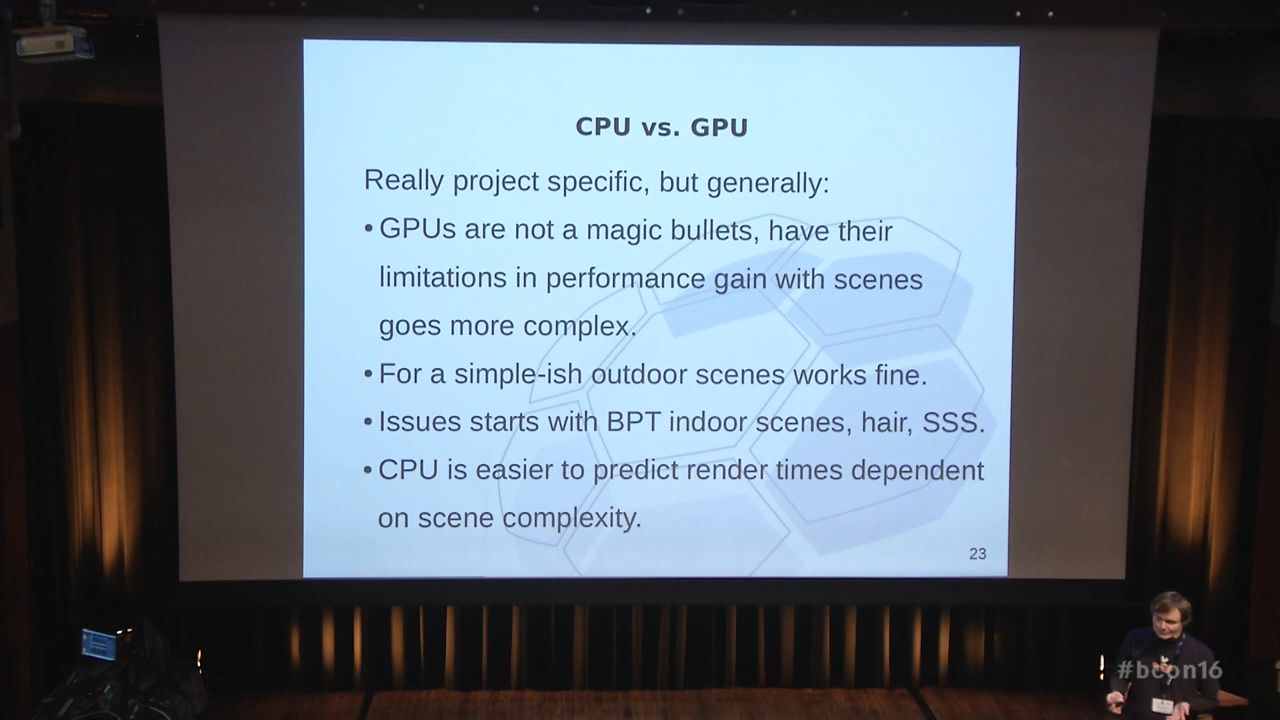 CPU vs. GPU
Really project specific, but generally:
• GPUs are not a magic bullets, have their
limitations in performance gain with scenes
goes more complex.
• For a simple-ish outdoor scenes works fine.
• Issues starts with BPT indoor scenes, hair, SSS.
• CPU is easier to predict render times dependent
on scene complexity.
23
#bcon16